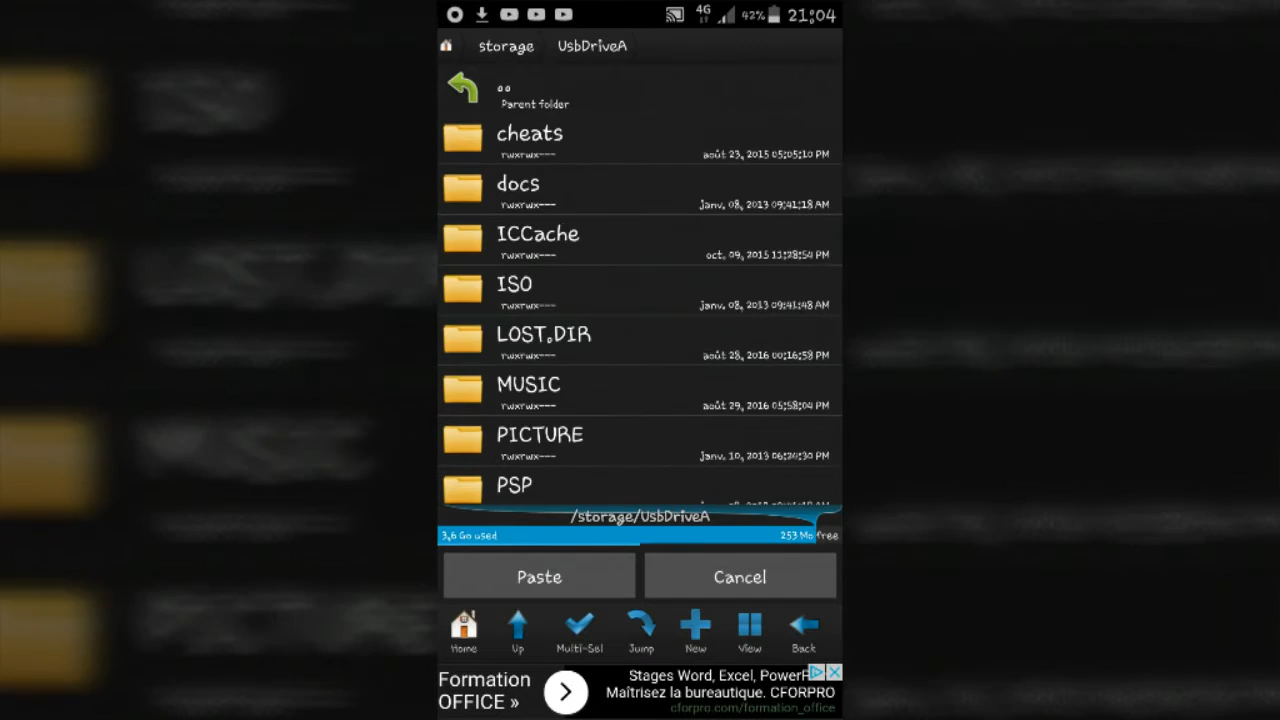 4G 42% 21:04
storage UsbDriveA
..
Parent folder
cheats
rwxrwx--- août 23, 2015 05:05:10 PM
docs
rwxrwx--- janv. 08, 2013 09:41:18 AM
ICCache
rwxrwx--- oct. 09, 2015 11:28:54 PM
ISO
rwxrwx--- janv. 08, 2013 09:41:48 AM
LOST.DIR
rwxrwx--- août 28, 2016 00:16:58 PM
MUSIC
rwxrwx--- août 29, 2016 05:58:04 PM
PICTURE
rwxrwx--- janv. 10, 2013 06:24:30 PM
PSP
/storage/UsbDriveA
3,6 Go used 253 Mo free
Paste Cancel
Home Up Multi-Sel Jump New View Back
Formation
OFFICE »
Stages Word, Excel, PowerP
Maîtrisez la bureautique. CFORPRO
cforpro.com/formation_office